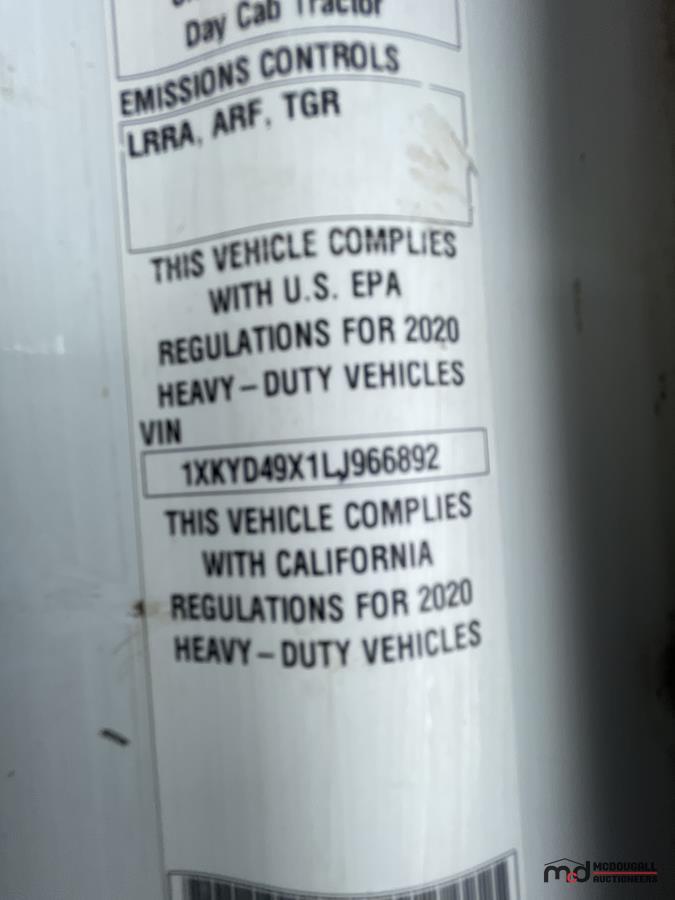 Day Cab Tractor
EMISSIONS CONTROLS
LRRA, ARF, TGR
THIS VEHICLE COMPLIES
WITH U.S. EPA
REGULATIONS FOR 2020
HEAVY-DUTY VEHICLES
VIN
1XKYD49X1LJ966892
THIS VEHICLE COMPLIES
WITH CALIFORNIA
REGULATIONS FOR 2020
HEAVY-DUTY VEHICLES
mcd MCDOUGALL
AUCTIONEERS